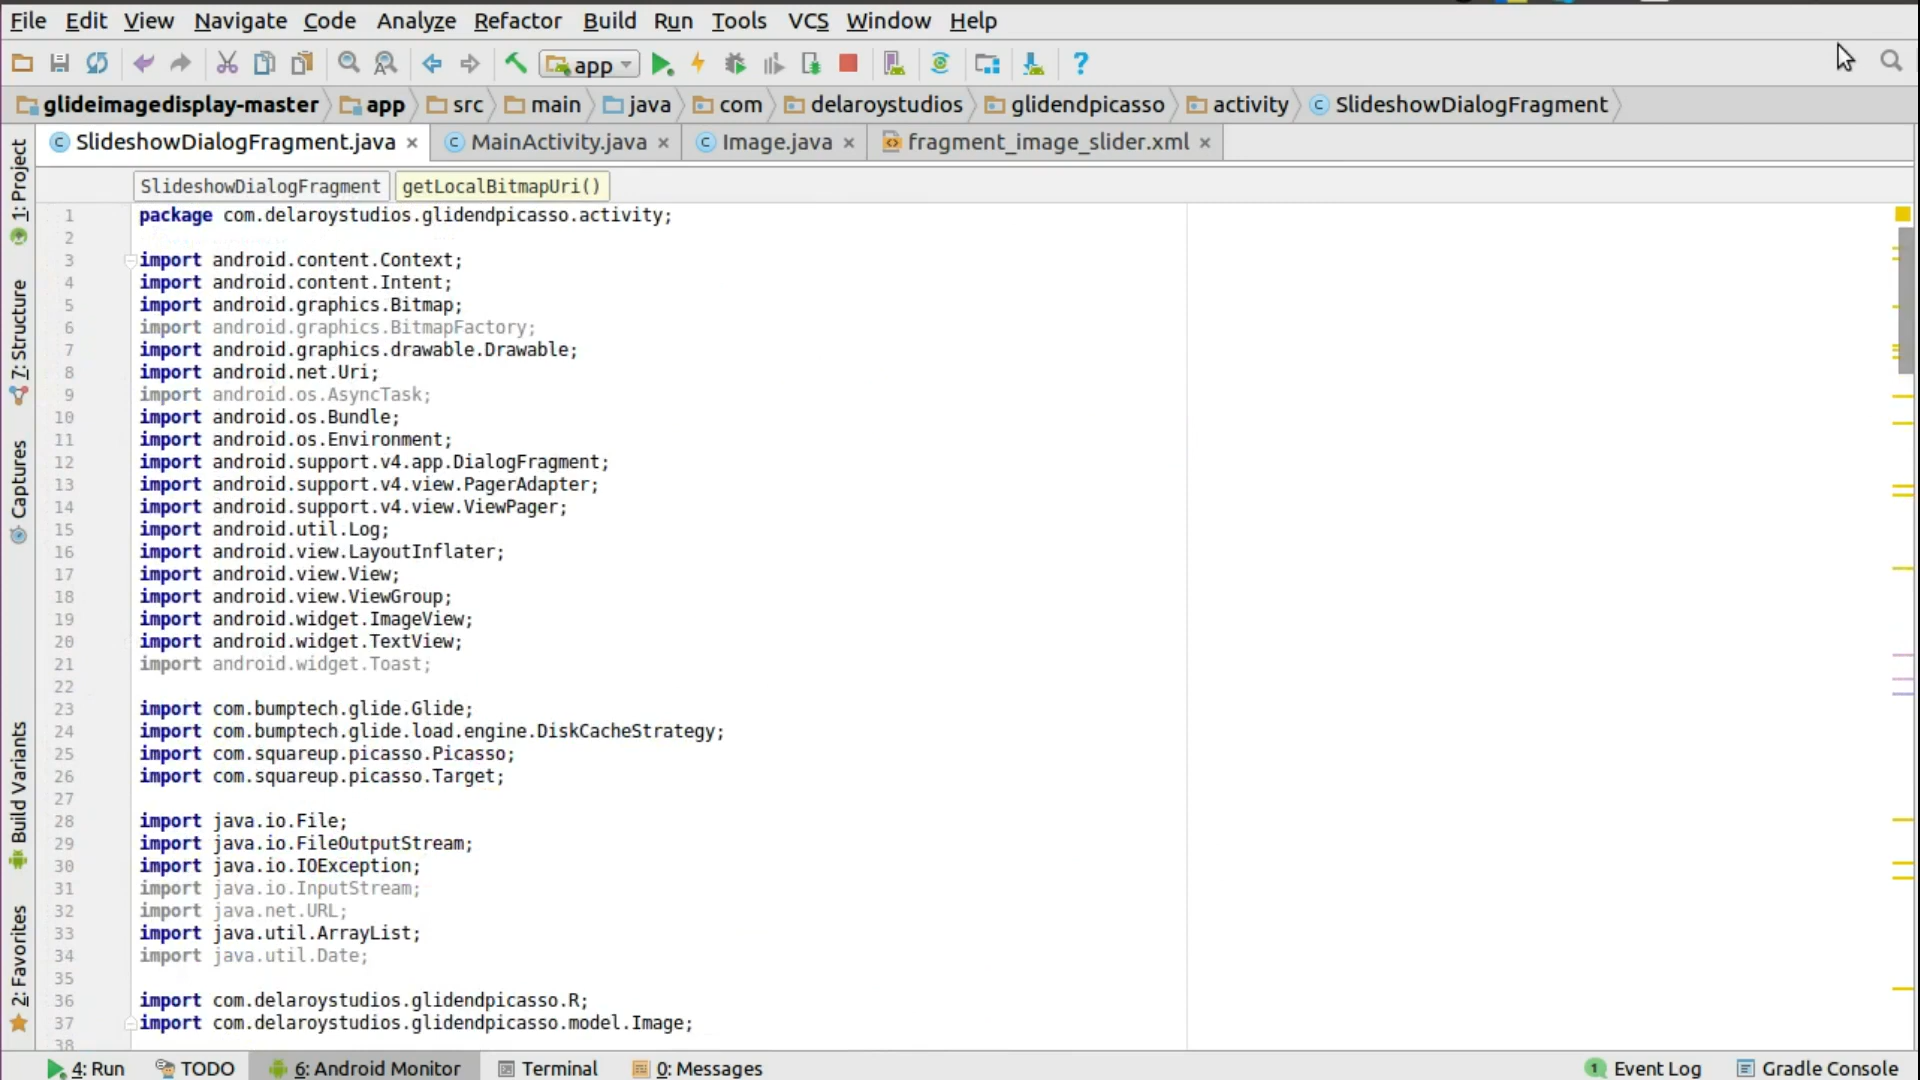 File Edit View Navigate Code Analyze Refactor Build Run Tools VCS Window Help
app
glideimagedisplay-master app src main java com delaroystudios glidendpicasso activity SlideshowDialogFragment
SlideshowDialogFragment.java MainActivity.java Image.java fragment_image_slider.xml
SlideshowDialogFragment getLocalBitmapUri()
1: Project
7: Structure
Captures
Build Variants
2: Favorites
1 package com.delaroystudios.glidendpicasso.activity;
2
3 import android.content.Context;
4 import android.content.Intent;
5 import android.graphics.Bitmap;
6 import android.graphics.BitmapFactory;
7 import android.graphics.drawable.Drawable;
8 import android.net.Uri;
9 import android.os.AsyncTask;
10 import android.os.Bundle;
11 import android.os.Environment;
12 import android.support.v4.app.DialogFragment;
13 import android.support.v4.view.PagerAdapter;
14 import android.support.v4.view.ViewPager;
15 import android.util.Log;
16 import android.view.LayoutInflater;
17 import android.view.View;
18 import android.view.ViewGroup;
19 import android.widget.ImageView;
20 import android.widget.TextView;
21 import android.widget.Toast;
22
23 import com.bumptech.glide.Glide;
24 import com.bumptech.glide.load.engine.DiskCacheStrategy;
25 import com.squareup.picasso.Picasso;
26 import com.squareup.picasso.Target;
27
28 import java.io.File;
29 import java.io.FileOutputStream;
30 import java.io.IOException;
31 import java.io.InputStream;
32 import java.net.URL;
33 import java.util.ArrayList;
34 import java.util.Date;
35
36 import com.delaroystudios.glidendpicasso.R;
37 import com.delaroystudios.glidendpicasso.model.Image;
38
4: Run TODO 6: Android Monitor Terminal 0: Messages 1 Event Log Gradle Console